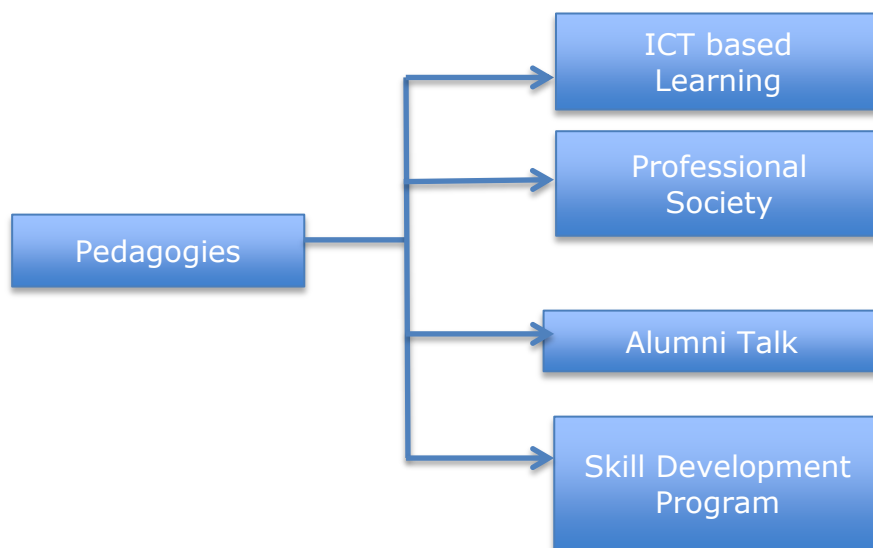 ICT based
Learning
Professional
Society
Pedagogies
Alumni Talk
Skill Development
Program